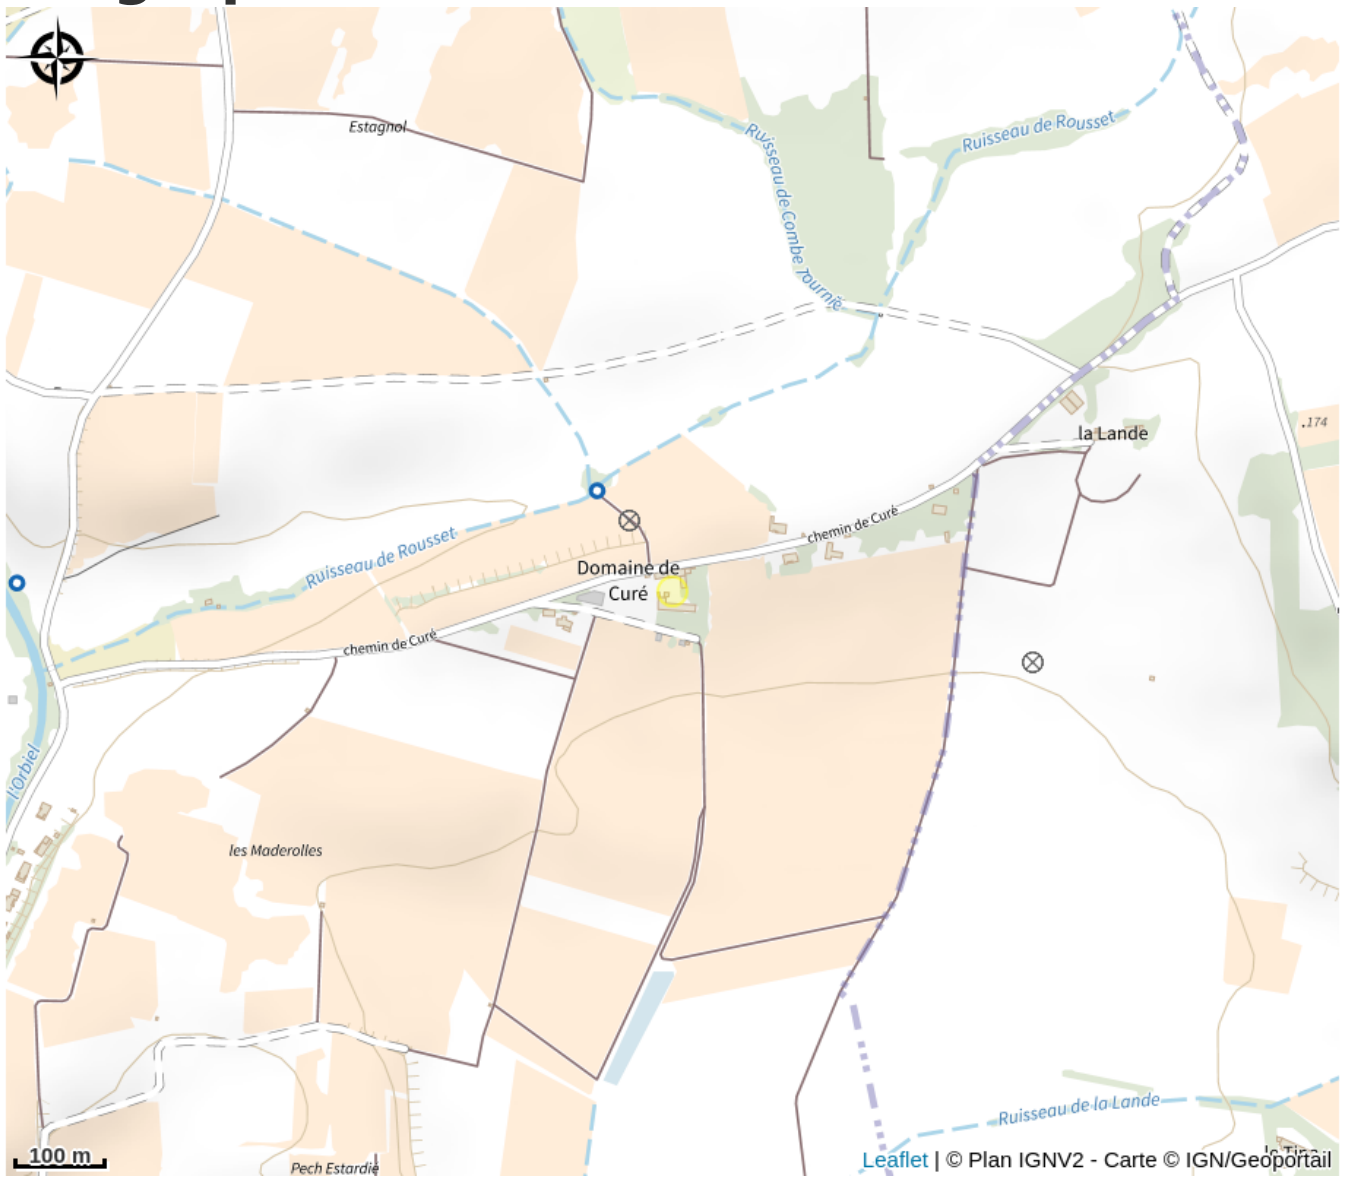 Estagnol
Ruisseau de Combe Tournié
Ruisseau de Rousset
.174
la Lande
chemin de Curé
Ruisseau de Rousset
Domaine de
Curé
chemin de Curé
l'Orbiel
les Maderolles
Ruisseau de la Lande
100 m
Pech Estardié
Leaflet | © Plan IGNV2 - Carte © IGN/Geoportail